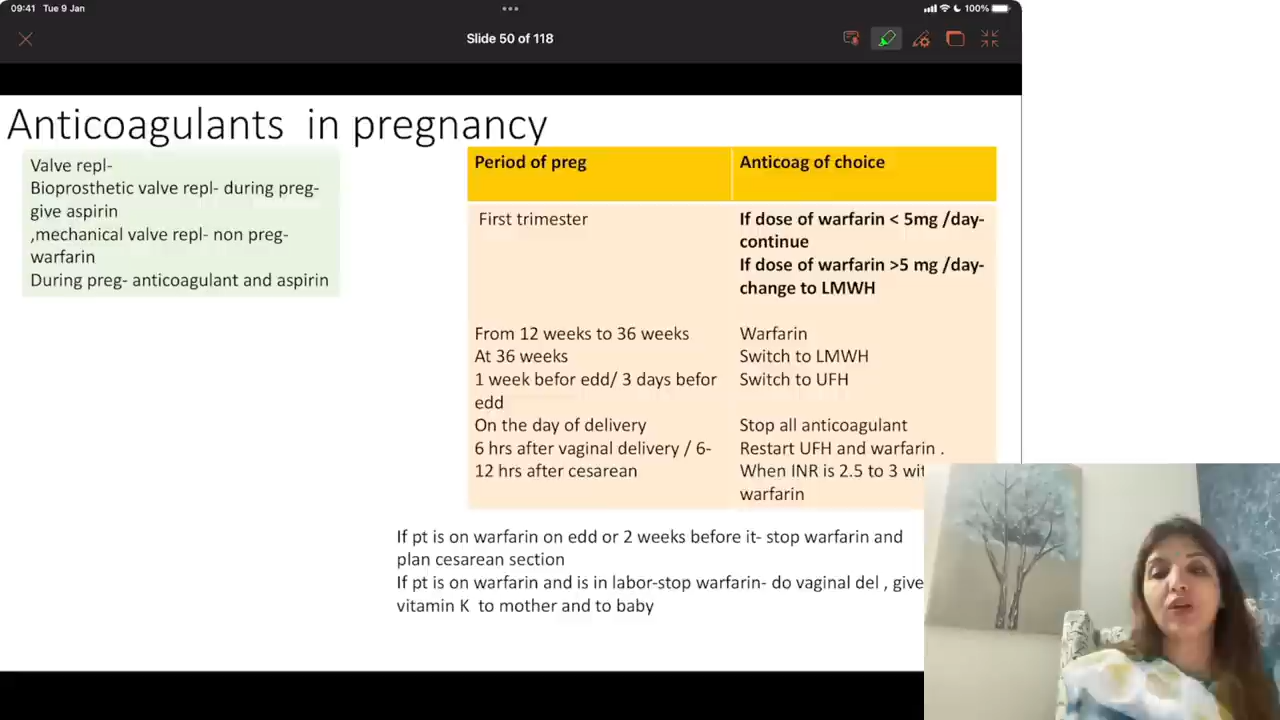 09:41 Tue 9 Jan
100%
Slide 50 of 118
Anticoagulants in pregnancy
Valve repl-
Bioprosthetic valve repl- during preg-
give aspirin
,mechanical valve repl- non preg-
warfarin
During preg- anticoagulant and aspirin
Period of preg Anticoag of choice
First trimester If dose of warfarin < 5mg /day-
continue
If dose of warfarin >5 mg /day-
change to LMWH
From 12 weeks to 36 weeks Warfarin
At 36 weeks Switch to LMWH
1 week befor edd/ 3 days befor Switch to UFH
edd
On the day of delivery Stop all anticoagulant
6 hrs after vaginal delivery / 6- Restart UFH and warfarin .
12 hrs after cesarean When INR is 2.5 to 3
warfarin
If pt is on warfarin on edd or 2 weeks before it- stop warfarin and
plan cesarean section
If pt is on warfarin and is in labor-stop warfarin- do vaginal del , give
vitamin K to mother and to baby